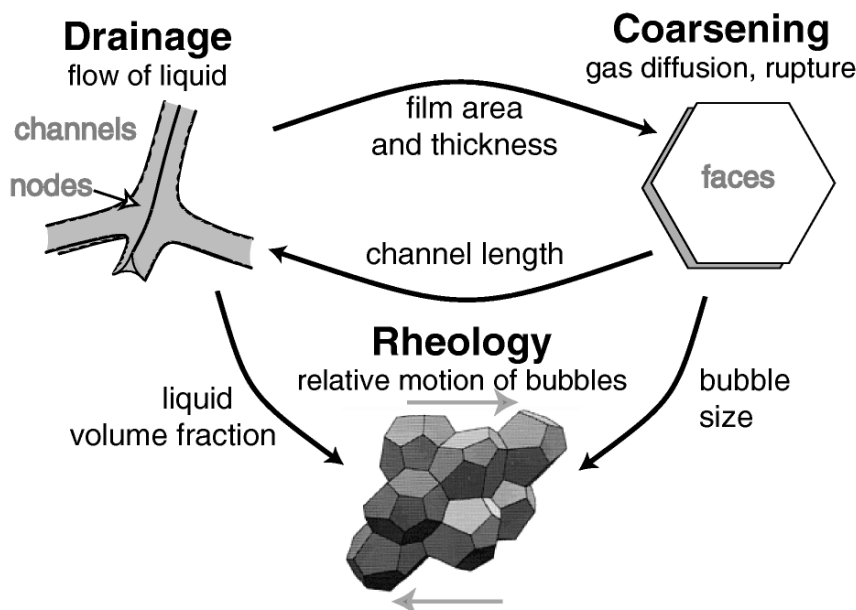 Drainage
flow of liquid
channels
nodes
film area
and thickness
Coarsening
gas diffusion, rupture
faces
channel length
Rheology
relative motion of bubbles
liquid
volume fraction
bubble
size